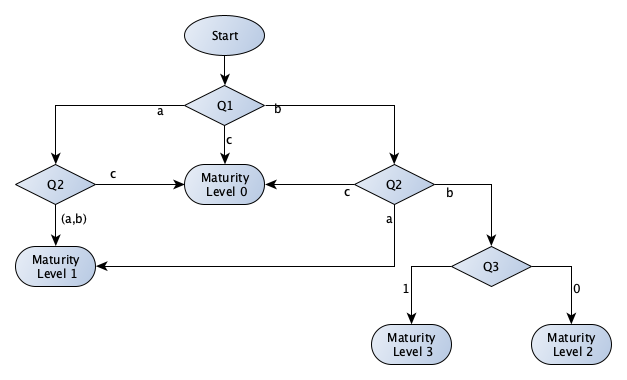 Start
Q1
a
b
c
Q2
c
Maturity
Level 0
c
Q2
b
(a,b)
a
Maturity
Level 1
Q3
1
0
Maturity
Level 3
Maturity
Level 2